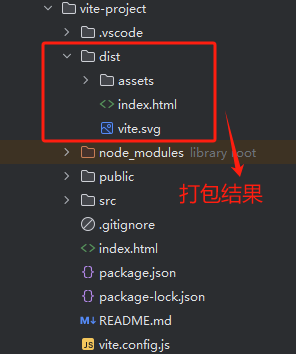 vite-project
.vscode
dist
assets
index.html
vite.svg
node_modules library root
public
打包结果
src
.gitignore
index.html
package.json
package-lock.json
README.md
vite.config.js